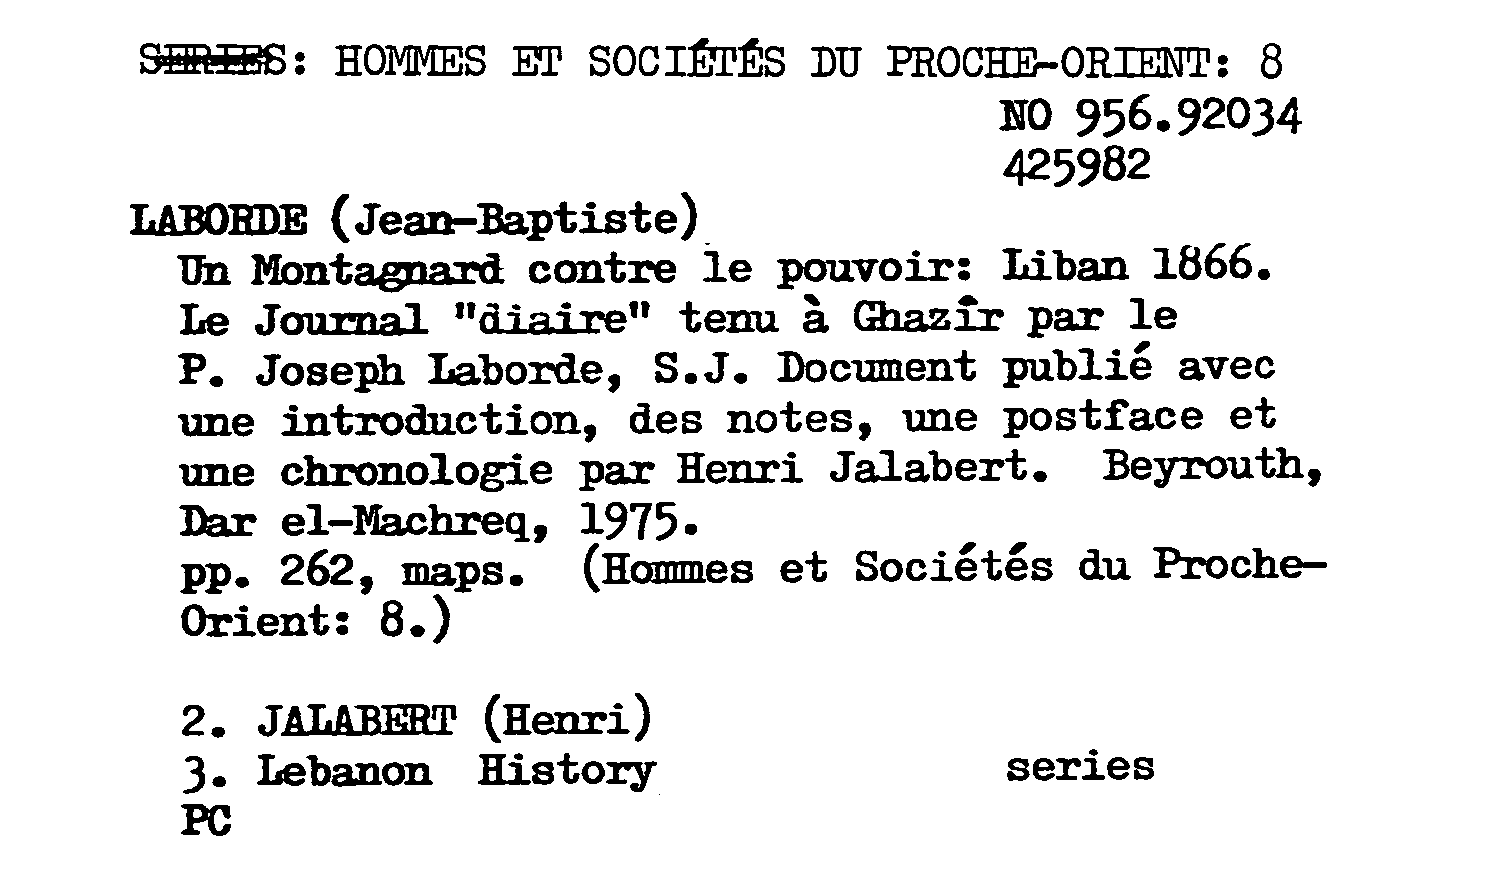 SERIES: HOMMES ET SOCIÉTÉS DU PROCHE-ORIENT: 8
NO 956.92034
425982
LABORDE (Jean-Baptiste)
Un Montagnard contre le pouvoir: Liban 1866.
Le Journal "diaire" tenu à Ghazîr par le
P. Joseph Laborde, S.J. Document publié avec
une introduction, des notes, une postface et
une chronologie par Henri Jalabert. Beyrouth,
Dar el-Machreq, 1975.
pp. 262, maps. (Hommes et Sociétés du Proche-
Orient: 8.)
2. JALABERT (Henri)
3. Lebanon History series
PC